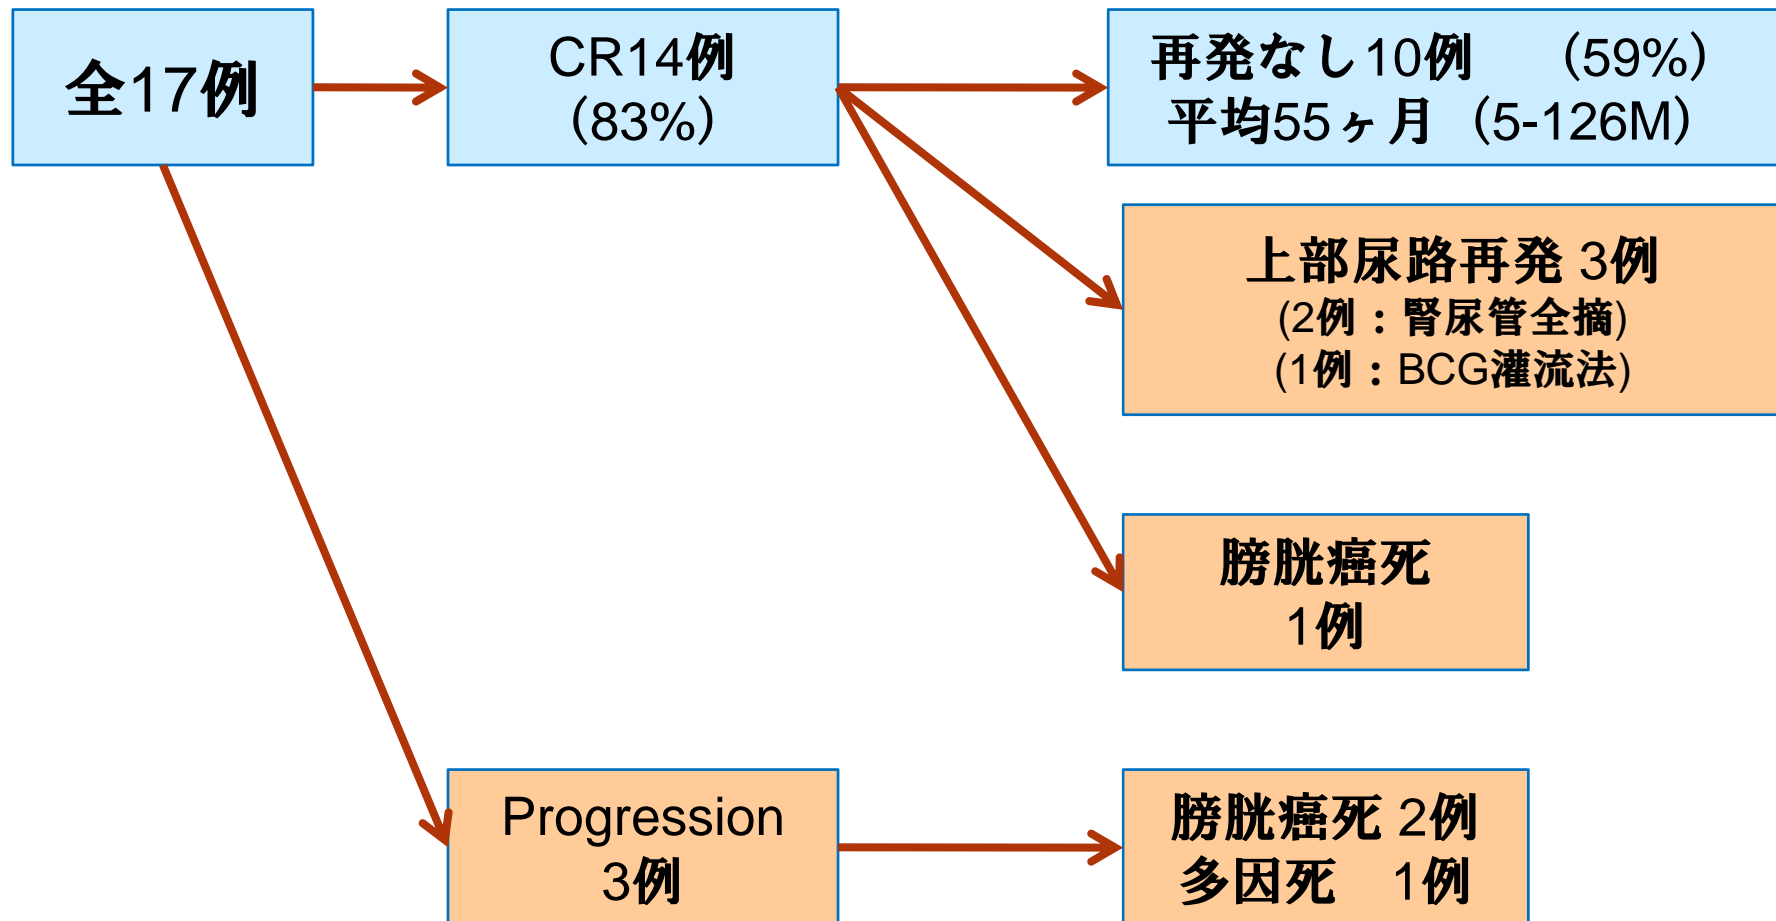 全17例
CR14例
(83%)
再発なし10例　(59%)
平均55ヶ月 (5-126M)
上部尿路再発 3例
(2例：腎尿管全摘)
(1例：BCG灌流法)
膀胱癌死
1例
Progression
3例
膀胱癌死 2例
多因死　1例